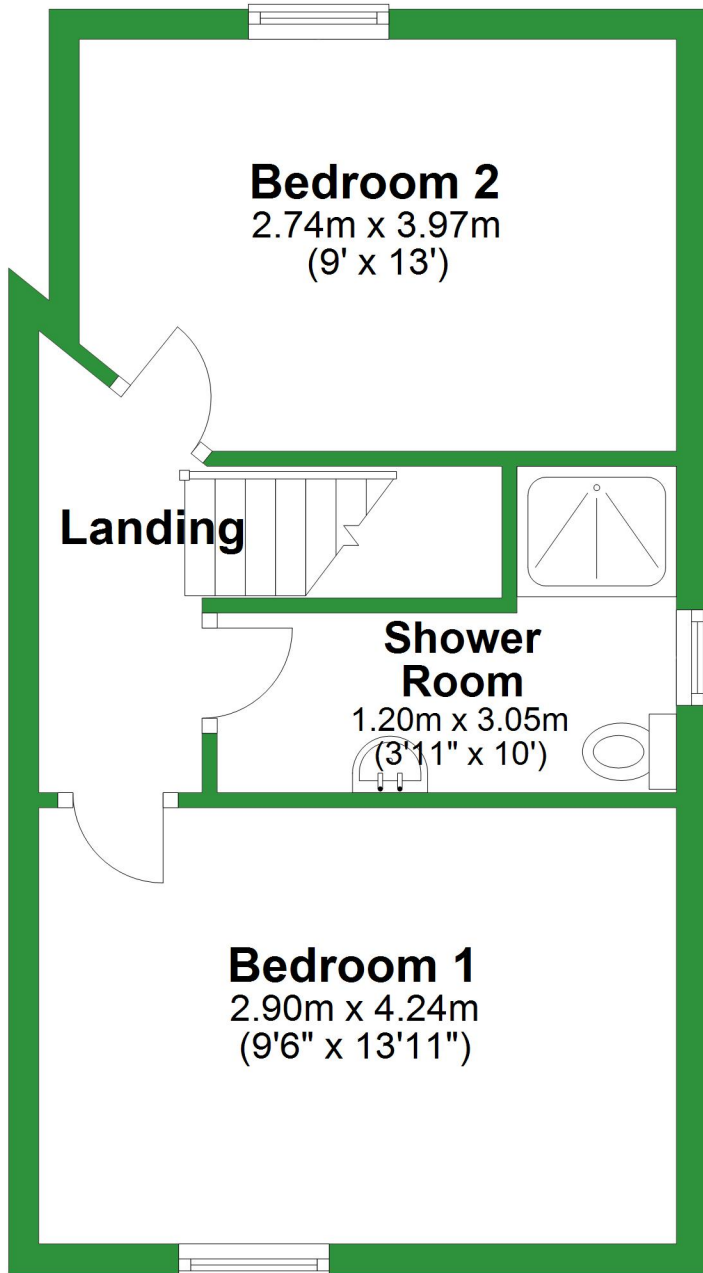 Bedroom 2
2.74m x 3.97m
(9' x 13')
Landing
Shower
Room
1.20m x 3.05m
(3'11" x 10')
Bedroom 1
2.90m x 4.24m
(9'6" x 13'11")